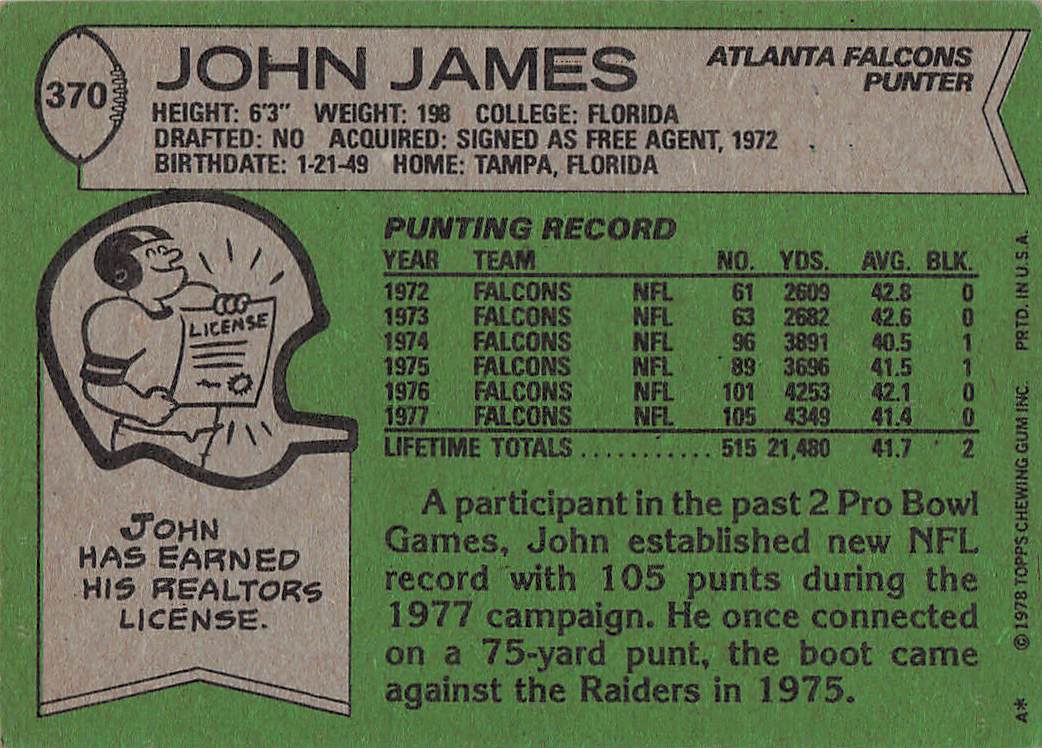 370
JOHN JAMES
ATLANTA FALCONS
PUNTER
HEIGHT: 6'3" WEIGHT: 198 COLLEGE: FLORIDA
DRAFTED: NO ACQUIRED: SIGNED AS FREE AGENT, 1972
BIRTHDATE: 1-21-49 HOME: TAMPA, FLORIDA
LICENSE
JOHN
HAS EARNED
HIS REALTORS
LICENSE.
PUNTING RECORD
YEAR TEAM NO. YDS. AVG. BLK.
1972 FALCONS NFL 61 2609 42.8 0
1973 FALCONS NFL 63 2682 42.6 0
1974 FALCONS NFL 96 3891 40.5 1
1975 FALCONS NFL 89 3696 41.5 1
1976 FALCONS NFL 101 4253 42.1 0
1977 FALCONS NFL 105 4349 41.4 0
LIFETIME TOTALS ........... 515 21,480 41.7 2
A participant in the past 2 Pro Bowl
Games, John established new NFL
record with 105 punts during the
1977 campaign. He once connected
on a 75-yard punt, the boot came
against the Raiders in 1975.
A* © 1978 TOPPS CHEWING GUM INC. PRTD. IN U.S.A.